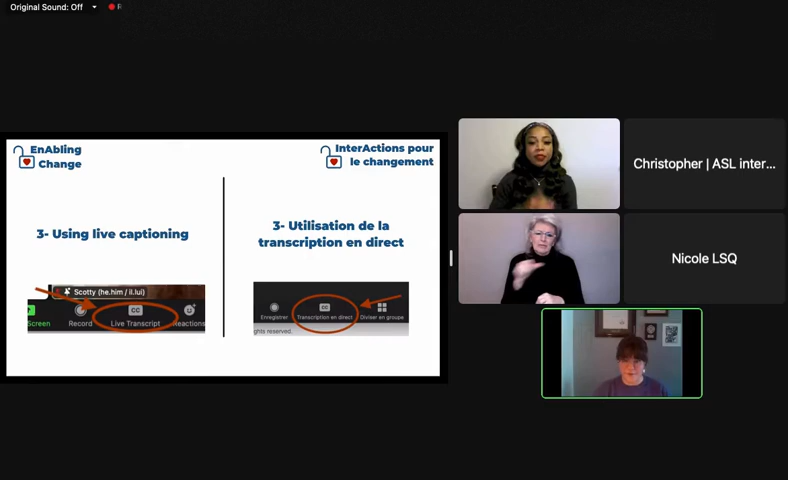 Original Sound: Off
EnAbling
Change
InterActions pour
le changement
3- Using live captioning
3- Utilisation de la
transcription en direct
Scotty (he.him / il.lui)
Screen
Record
Live Transcript
Reactions
Enregistrer
Transcription en direct
Diviser en groupe
ghts reserved.
Christopher | ASL inter...
Nicole LSQ